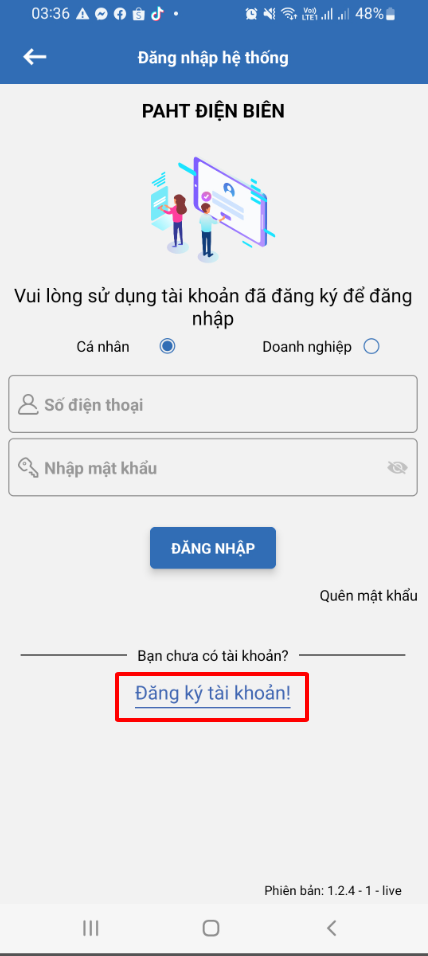 03:36
Vo)) LTE1 48%
Đăng nhập hệ thống
PAHT ĐIỆN BIÊN
Vui lòng sử dụng tài khoản đã đăng ký để đăng
nhập
Cá nhân Doanh nghiệp
Số điện thoại
Nhập mật khẩu
ĐĂNG NHẬP
Quên mật khẩu
Bạn chưa có tài khoản?
Đăng ký tài khoản!
Phiên bản: 1.2.4 - 1 - live